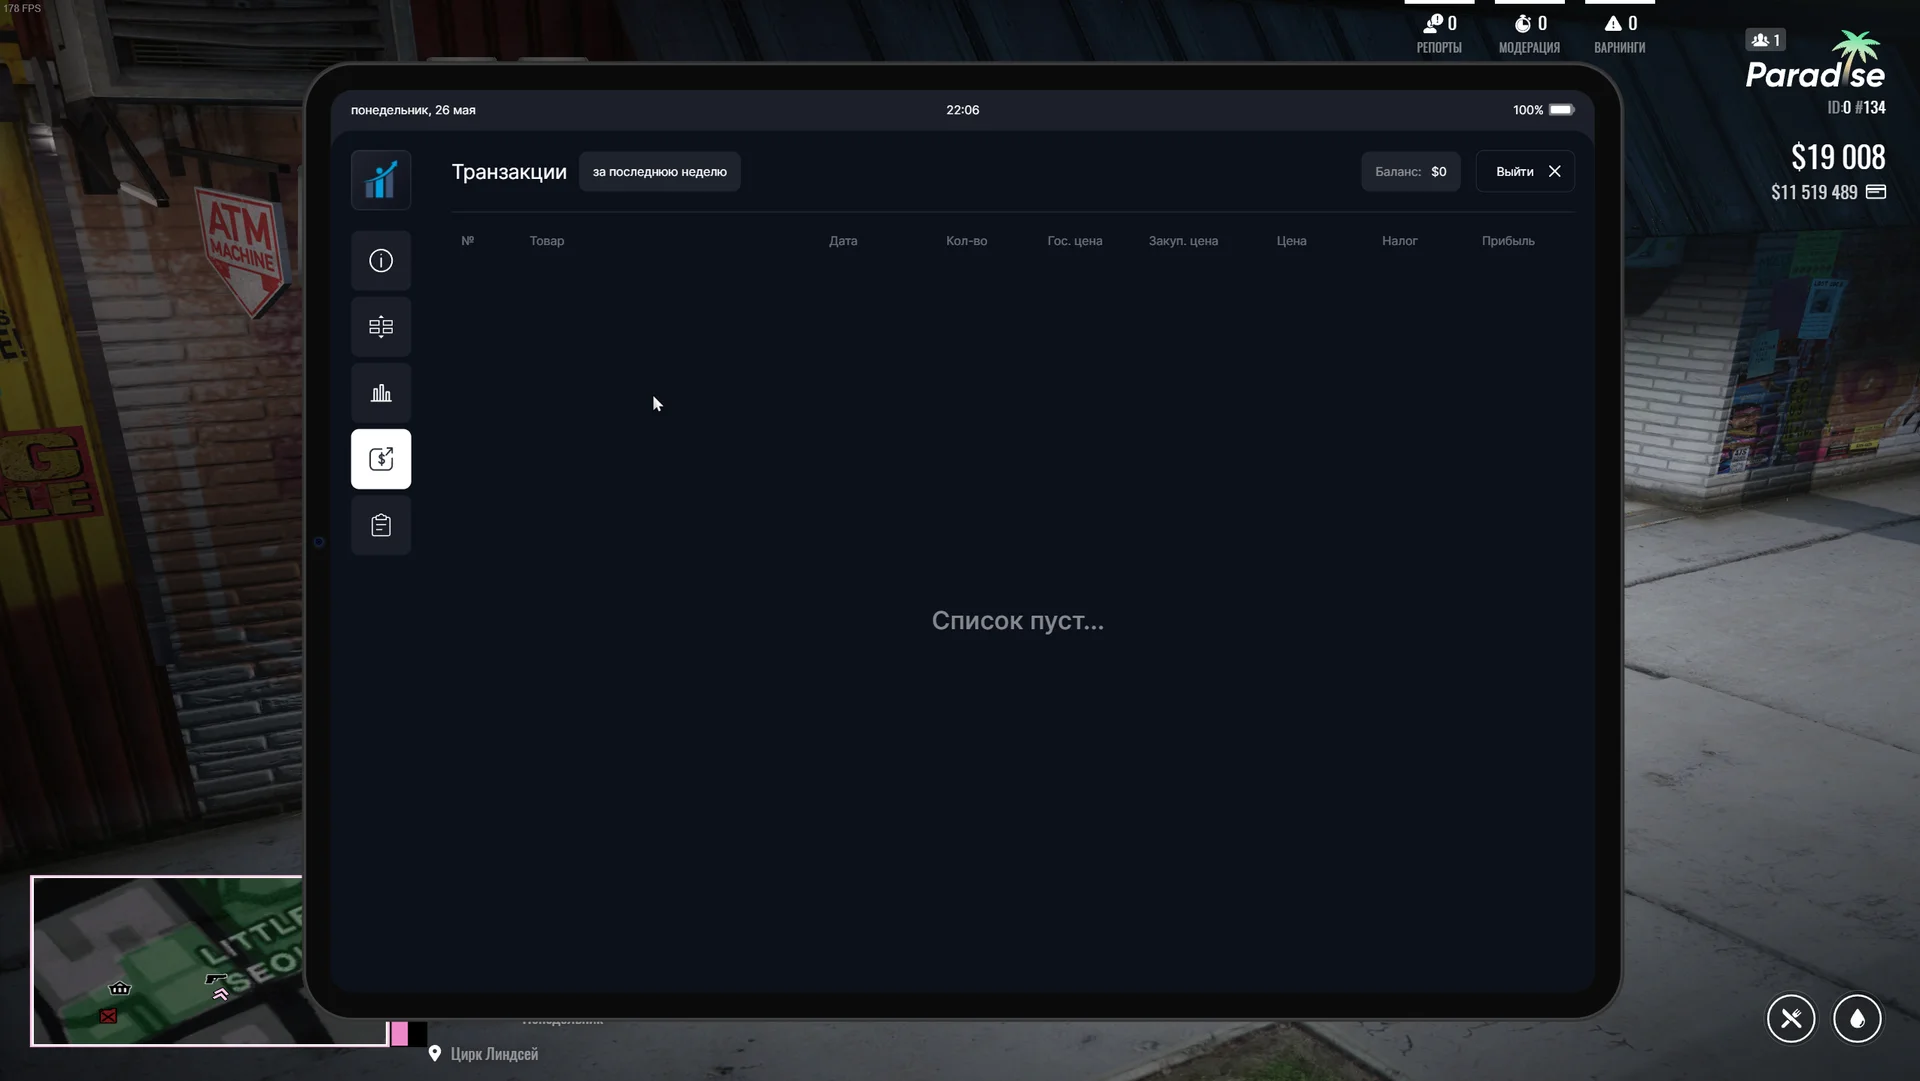 178 FPS
0
РЕПОРТЫ
0
МОДЕРАЦИЯ
0
ВАРНИНГИ
1
Paradise
ID:0 #134
$19 008
$11 519 489
понедельник, 26 мая
22:06
100%
Транзакции
за последнюю неделю
Баланс: $0
Выйти
№
Товар
Дата
Кол-во
Гос. цена
Закуп. цена
Цена
Налог
Прибыль
Список пуст...
ATM
MACHINE
LITTLE
SEOU
Понедельник
Цирк Линдсей